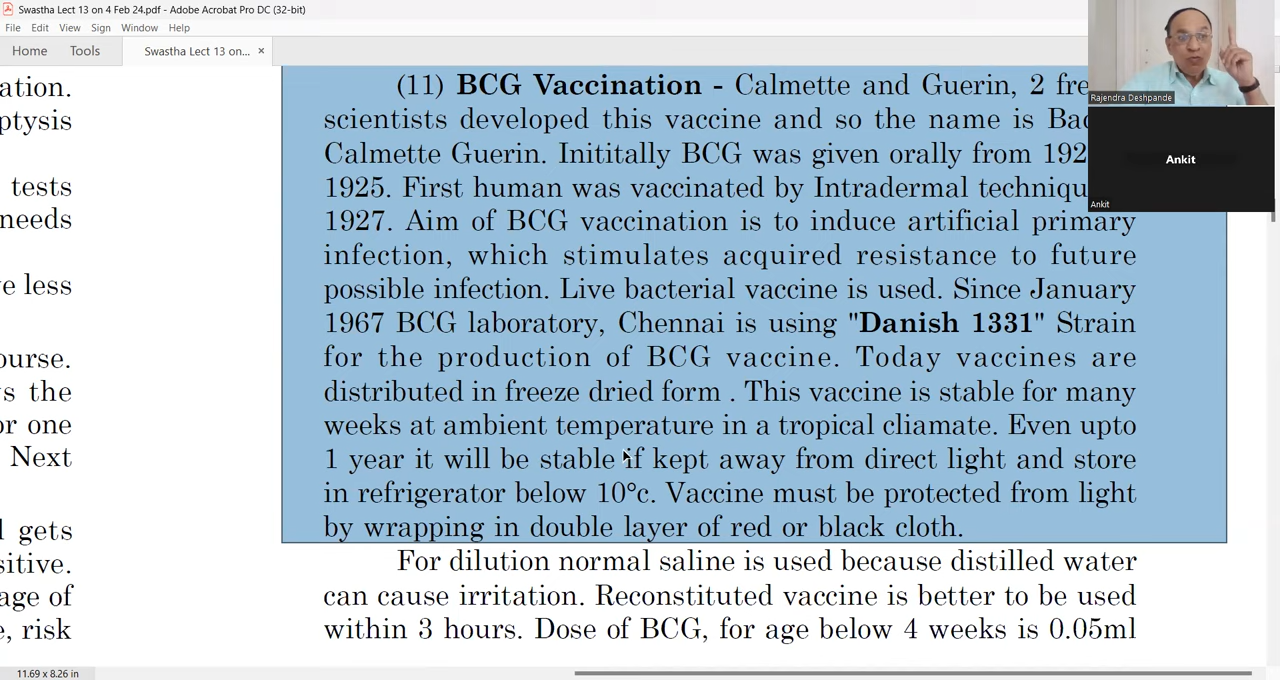 Swastha Lect 13 on 4 Feb 24.pdf - Adobe Acrobat Pro DC (32-bit)
File Edit View Sign Window Help
Home Tools Swastha Lect 13 on... ×
ation.
ptysis
tests
needs
e less
ourse.
s the
or one
Next
l gets
sitive.
age of
e, risk
(11) BCG Vaccination - Calmette and Guerin, 2
scientists developed this vaccine and so the name is
Calmette Guerin. Inititally BCG was given orally from
1925. First human was vaccinated by Intradermal
1927. Aim of BCG vaccination is to induce artificial primary
infection, which stimulates acquired resistance to future
possible infection. Live bacterial vaccine is used. Since January
1967 BCG laboratory, Chennai is using "Danish 1331" Strain
for the production of BCG vaccine. Today vaccines are
distributed in freeze dried form . This vaccine is stable for many
weeks at ambient temperature in a tropical cliamate. Even upto
1 year it will be stable if kept away from direct light and store
in refrigerator below 10°c. Vaccine must be protected from light
by wrapping in double layer of red or black cloth.
For dilution normal saline is used because distilled water
can cause irritation. Reconstituted vaccine is better to be used
within 3 hours. Dose of BCG, for age below 4 weeks is 0.05ml
Rajendra Deshpande
Ankit
Ankit
11.69 x 8.26 in